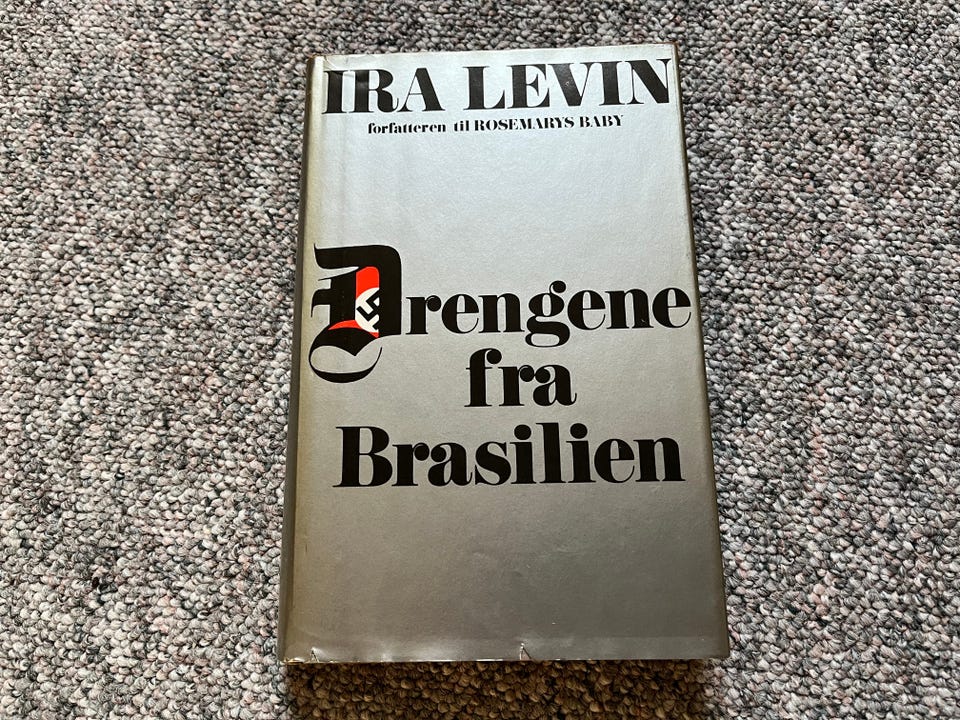 IRA LEVIN
forfatteren til ROSEMARYS BABY
Drengene
fra
Brasilien